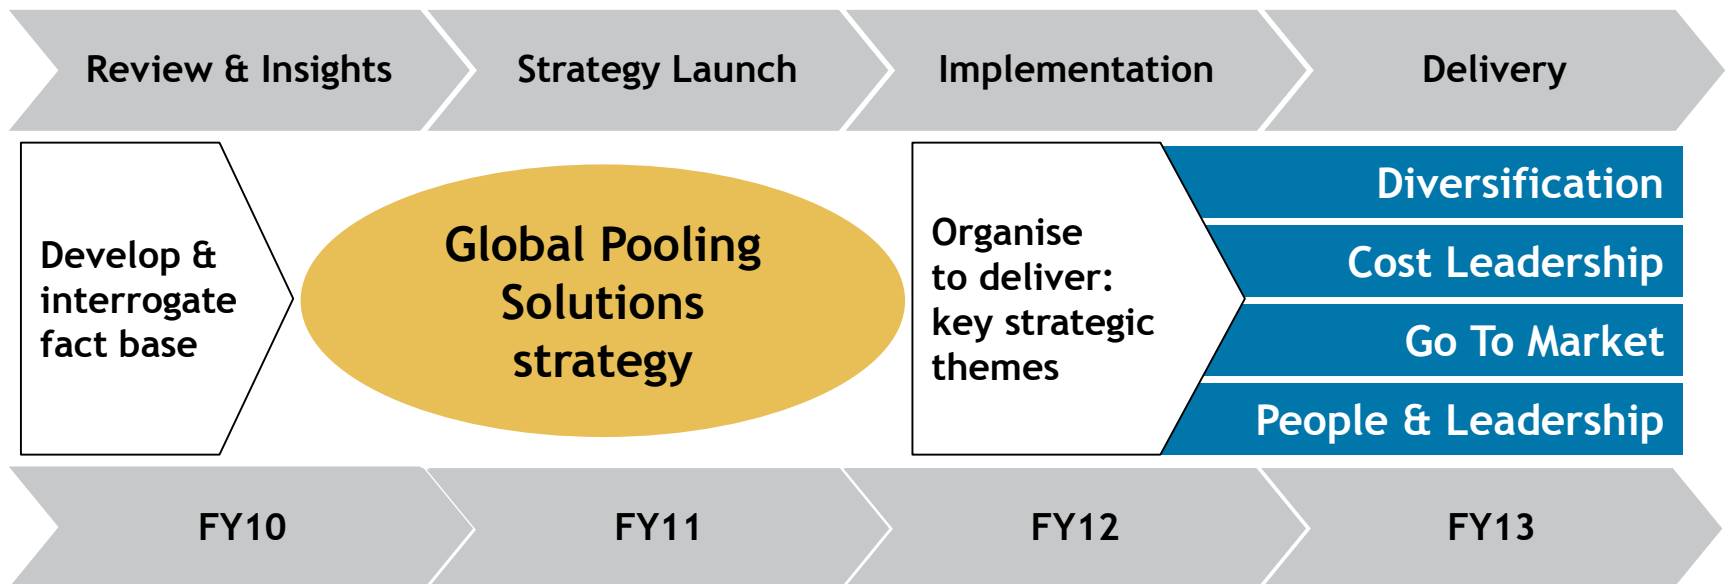 Review & Insights
Strategy Launch
Implementation
Delivery
Develop &
interrogate
fact base
Global Pooling
Solutions
strategy
Organise
to deliver:
key strategic
themes
Diversification
Cost Leadership
Go To Market
People & Leadership
FY10
FY11
FY12
FY13